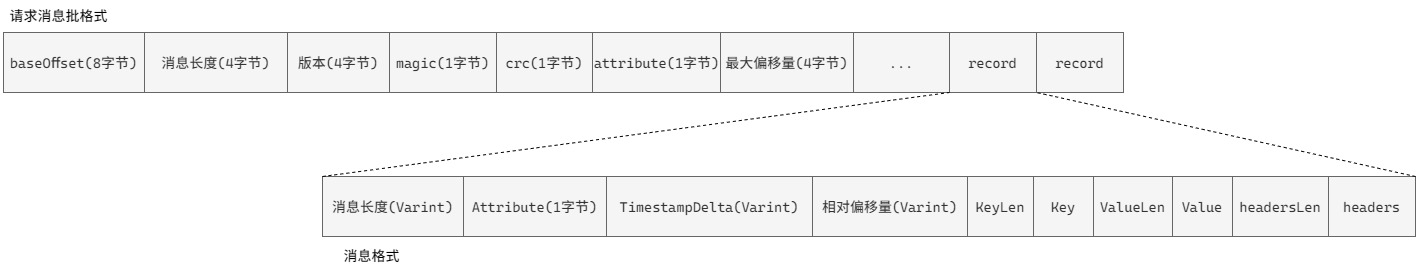 请求消息批格式
baseOffset(8字节) 消息长度(4字节) 版本(4字节) magic(1字节) crc(1字节) attribute(1字节) 最大偏移量(4字节) ... record record
消息长度(Varint) Attribute(1字节) TimestampDelta(Varint) 相对偏移量(Varint) KeyLen Key ValueLen Value headersLen headers
消息格式